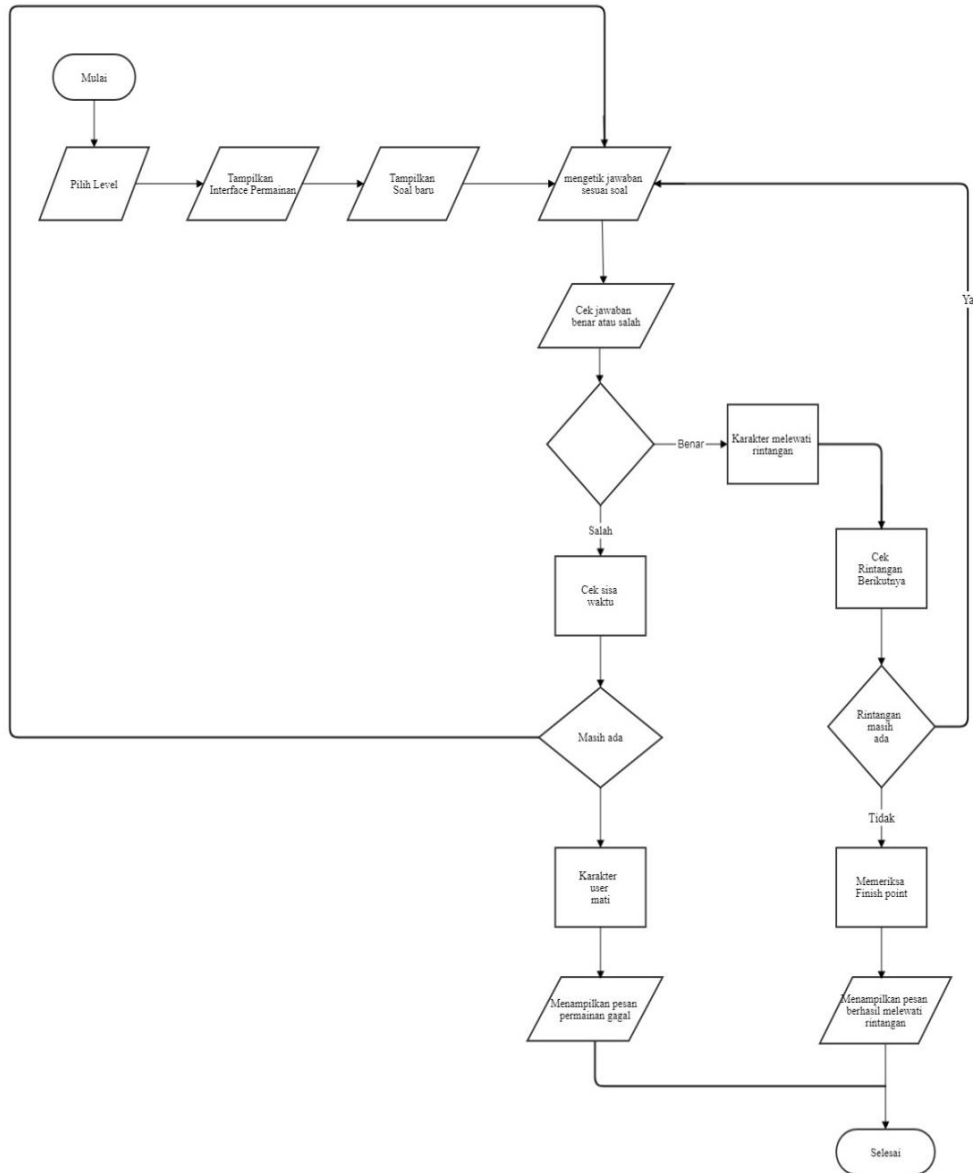 Mulai
Pilih Level
Tampilkan
Interface Permainan
Tampilkan
Soal baru
mengetik jawaban
sesuai soal
Ya
Cek jawaban
benar atau salah
Benar
Karakter melewati
rintangan
Salah
Cek
Rintangan
Berikutnya
Cek sisa
waktu
Rintangan
masih
ada
Masih ada
Tidak
Karakter
user
mati
Memeriksa
Finish point
Menampilkan pesan
permainan gagal
Menampilkan pesan
berhasil melewati
rintangan
Selesai